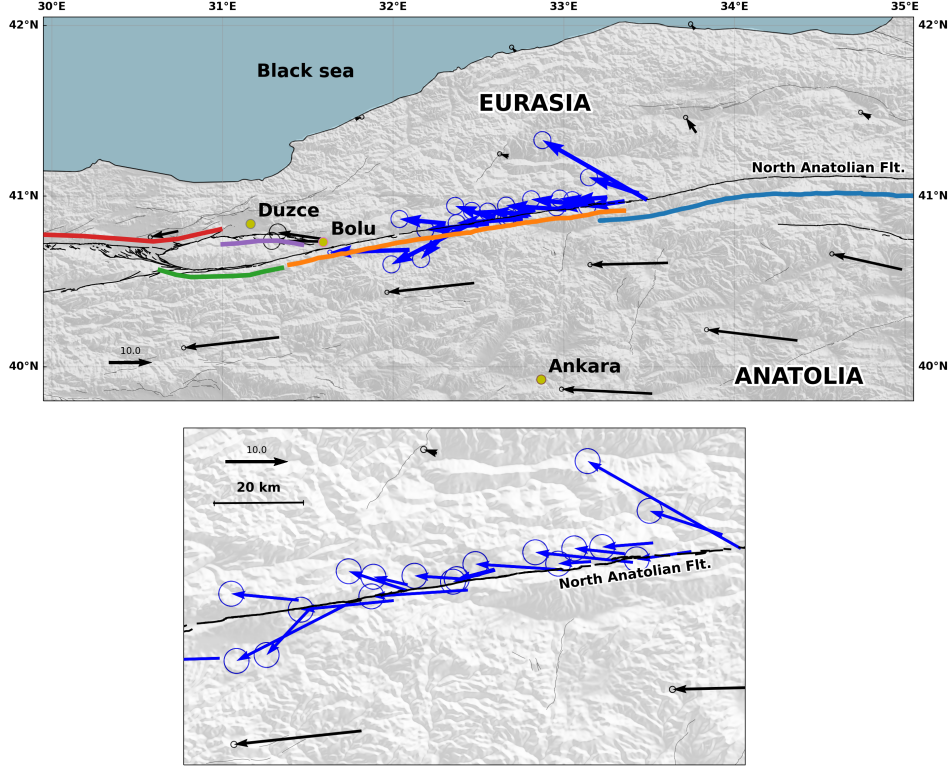 30°E 31°E 32°E 33°E 34°E 35°E
42°N 42°N
Black sea
EURASIA
North Anatolian Flt.
41°N 41°N
Duzce
Bolu
10.0
40°N 40°N
Ankara
ANATOLIA
10.0
20 km
North Anatolian Flt.